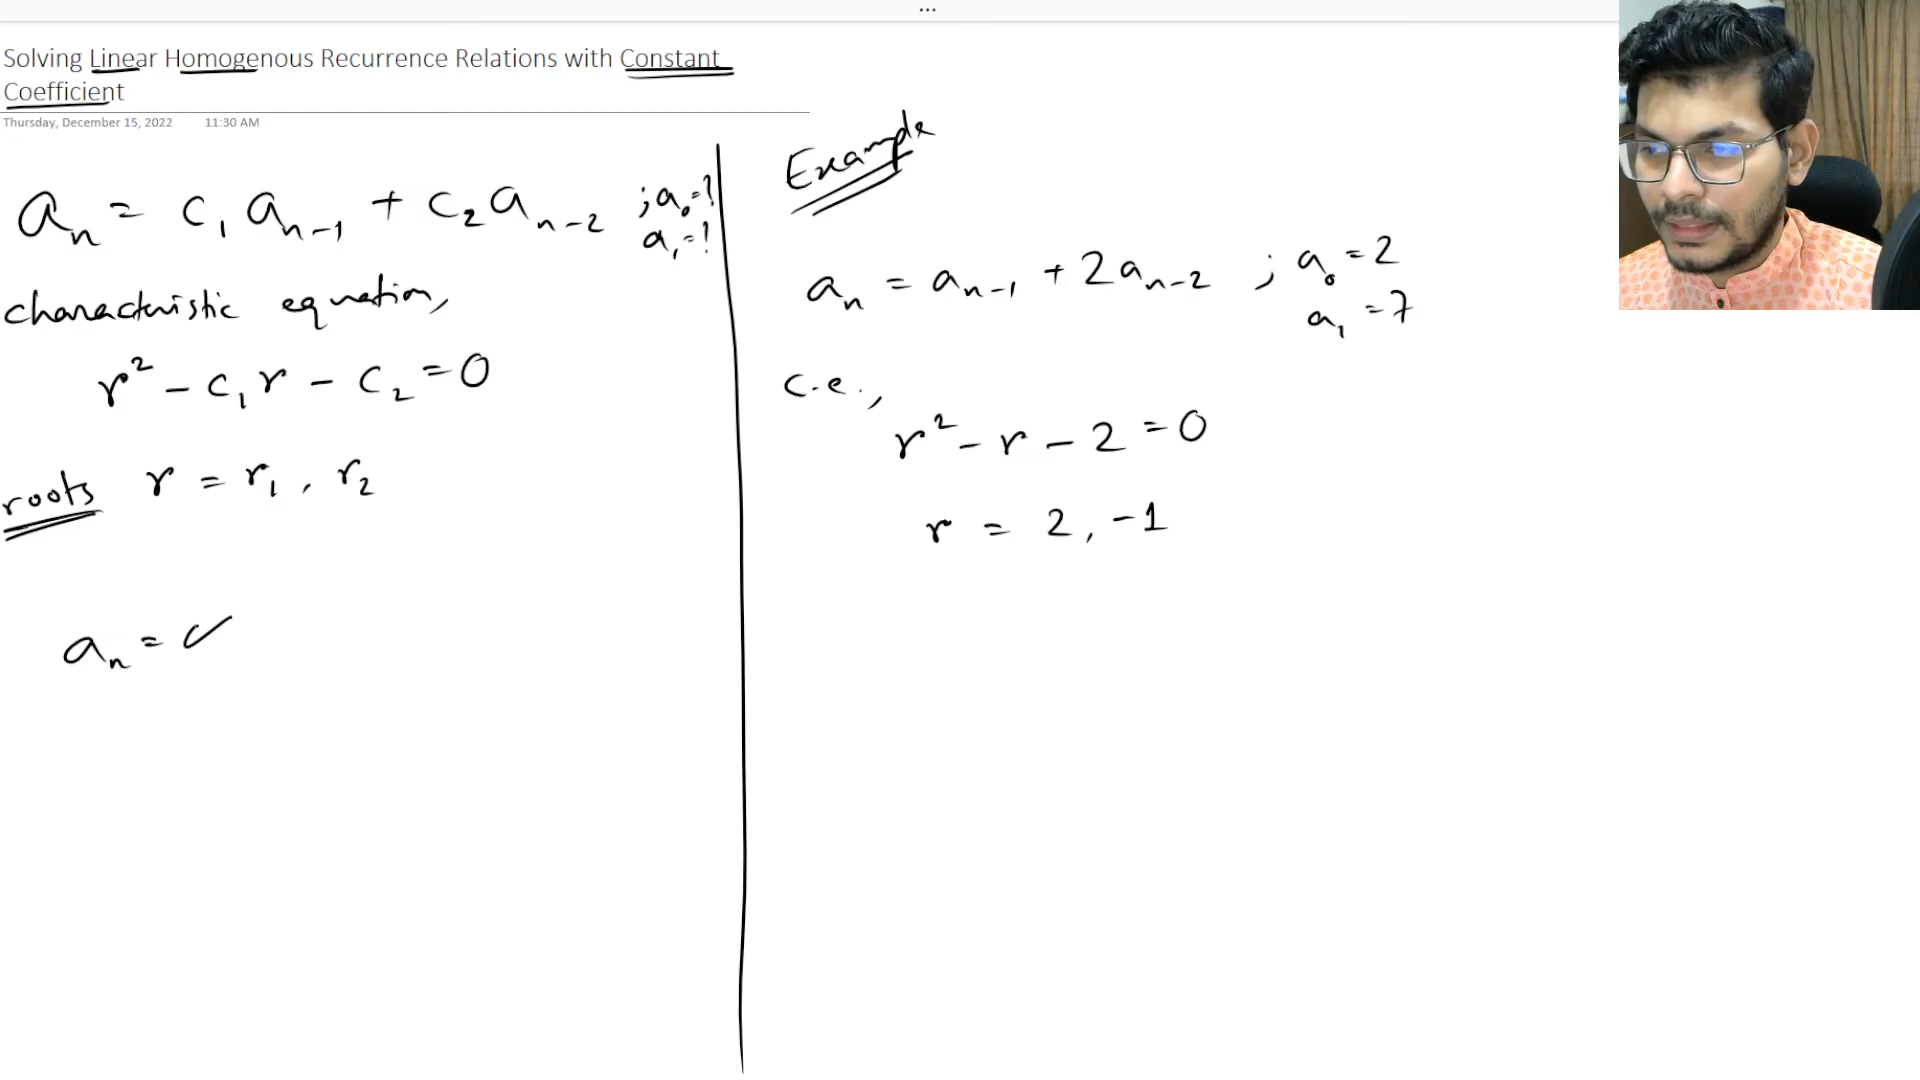 ...
Solving Linear Homogenous Recurrence Relations with Constant
Coefficient
Thursday, December 15, 2022 11:30 AM
aₙ = c₁aₙ₋₁ + c₂aₙ₋₂ ; a₀ = ?
a₁ = ?
characteristic equation,
r² - c₁r - c₂ = 0
roots r = r₁, r₂
aₙ = ✓
Example
aₙ = aₙ₋₁ + 2aₙ₋₂ ; a₀ = 2
a₁ = 7
c.e.,
r² - r - 2 = 0
r = 2, -1